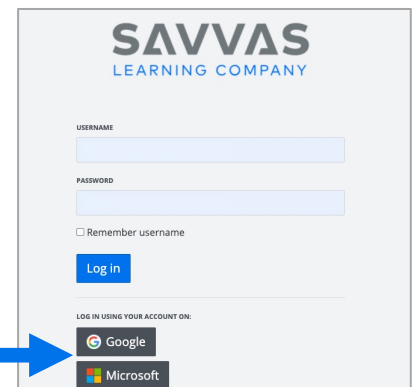 SAVVAS
LEARNING COMPANY
USERNAME
PASSWORD
Remember username
Log in
LOG IN USING YOUR ACCOUNT ON:
Google
Microsoft